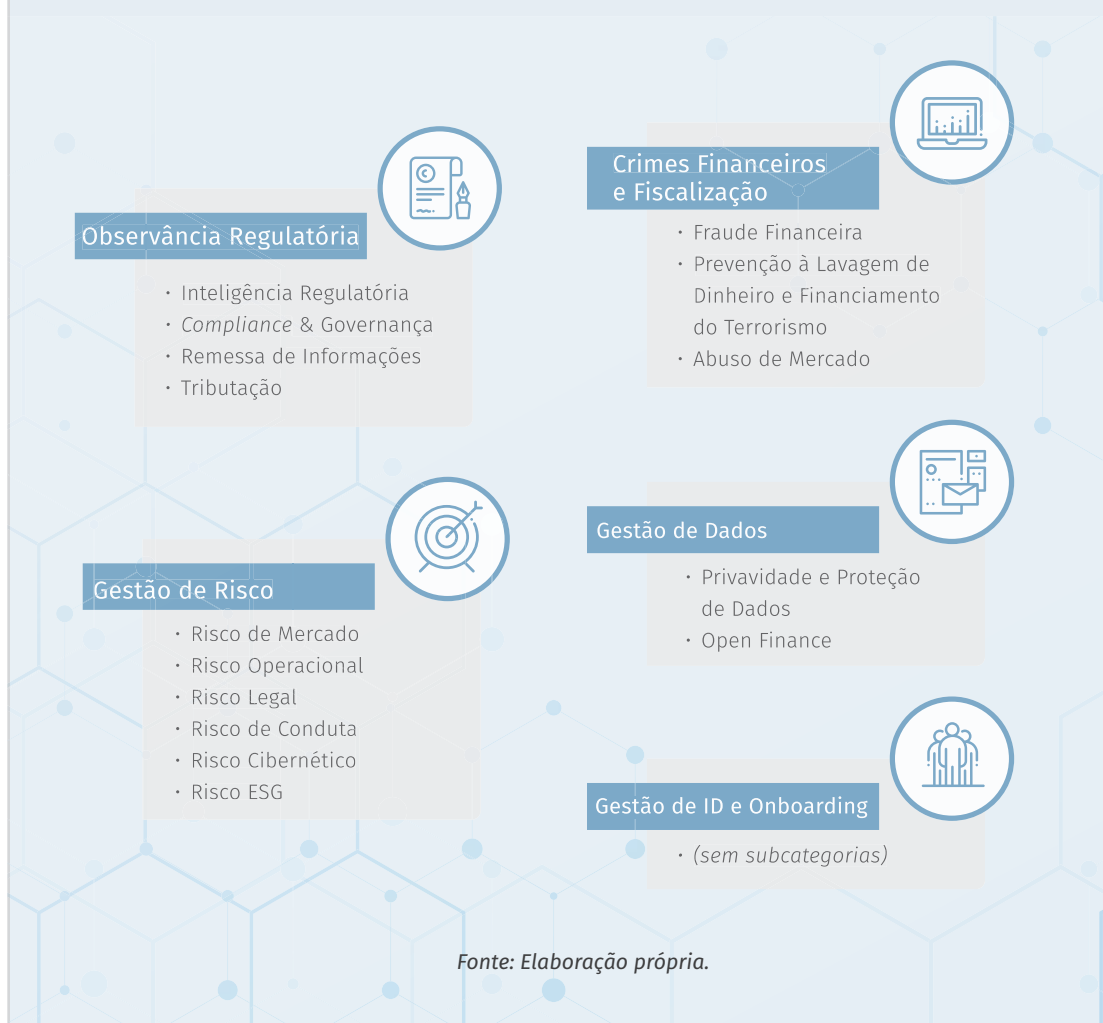 Observância Regulatória
· Inteligência Regulatória
· Compliance & Governança
· Remessa de Informações
· Tributação
Gestão de Risco
· Risco de Mercado
· Risco Operacional
· Risco Legal
· Risco de Conduta
· Risco Cibernético
· Risco ESG
Crimes Financeiros
e Fiscalização
· Fraude Financeira
· Prevenção à Lavagem de
Dinheiro e Financiamento
do Terrorismo
· Abuso de Mercado
Gestão de Dados
· Privavidade e Proteção
de Dados
· Open Finance
Gestão de ID e Onboarding
· (sem subcategorias)
Fonte: Elaboração própria.